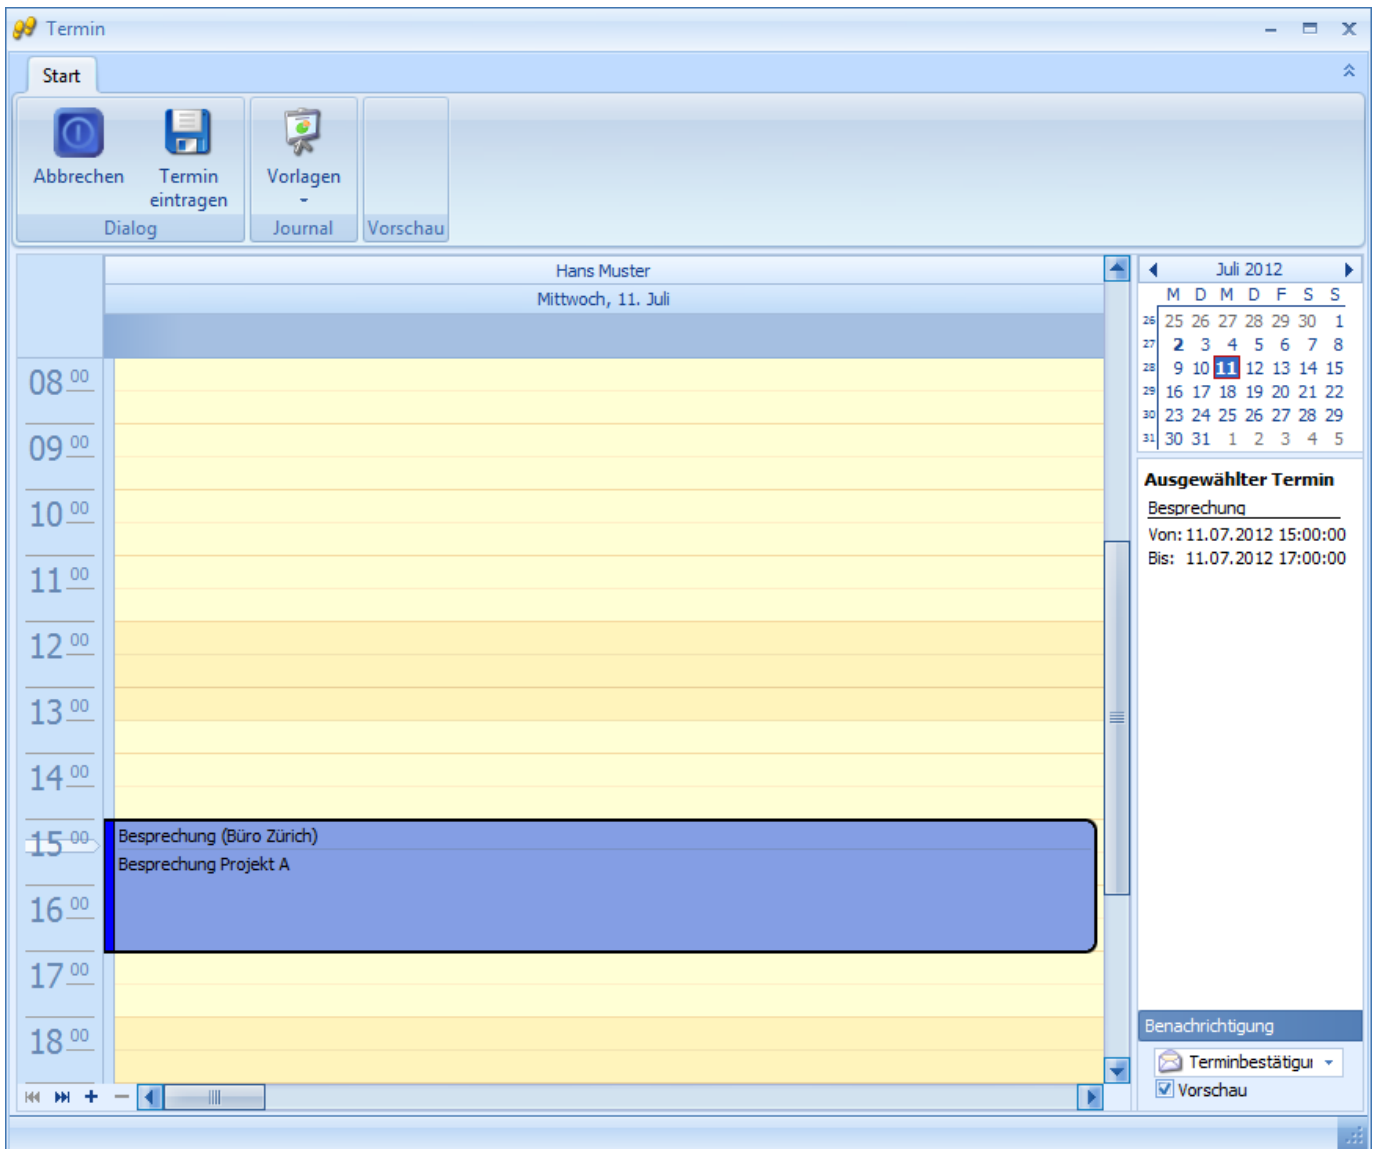 Termin
Start
Abbrechen
Termin
eintragen
Vorlagen
Dialog
Journal
Vorschau
Hans Muster
Mittwoch, 11. Juli
08 00
09 00
10 00
11 00
12 00
13 00
14 00
15 00
16 00
17 00
18 00
Besprechung (Büro Zürich)
Besprechung Projekt A
Juli 2012
M D M D F S S
26 25 26 27 28 29 30 1
27 2 3 4 5 6 7 8
28 9 10 11 12 13 14 15
29 16 17 18 19 20 21 22
30 23 24 25 26 27 28 29
31 30 31 1 2 3 4 5
Ausgewählter Termin
Besprechung
Von: 11.07.2012 15:00:00
Bis: 11.07.2012 17:00:00
Benachrichtigung
Terminbestätigu
Vorschau